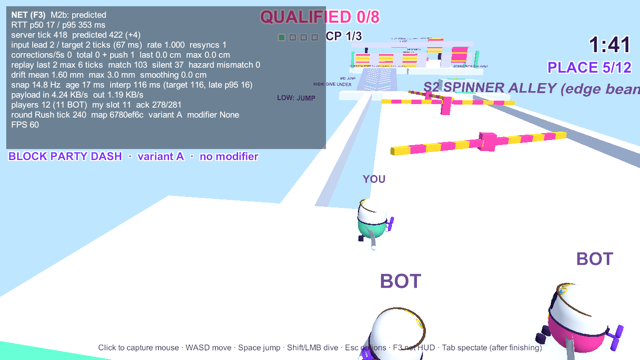 NET (F3) M2b: predicted
RTT p50 17 / p95 353 ms
server tick 418 predicted 422 (+4)
input lead 2 / target 2 ticks (67 ms) rate 1.000 resyncs 1
corrections/5s 0 total 0 + push 1 last 0.0 cm max 0.0 cm
replay last 2 max 6 ticks match 103 silent 37 hazard mismatch 0
drift mean 1.60 mm max 3.0 mm smoothing 0.0 cm
snap 14.8 Hz age 17 ms interp 116 ms (target 116, late p95 16)
payload in 4.24 KB/s out 1.19 KB/s
players 12 (11 BOT) my slot 11 ack 278/281
round Rush tick 240 map 6780ef6c variant A modifier None
FPS 60
QUALIFIED 0/8
CP 1/3
1:41
PLACE 5/12
S2 SPINNER ALLEY (edge bean
LOW: JUMP
BLOCK PARTY DASH · variant A · no modifier
YOU
BOT
BOT
Click to capture mouse · WASD move · Space jump · Shift/LMB dive · Esc options · F3 net HUD · Tab spectate (after finishing)